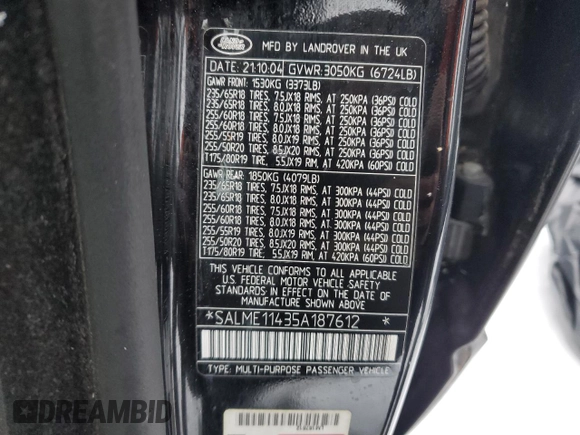 LAND ROVER
MFD BY LANDROVER IN THE UK
DATE: 21:10:04 GVWR:3050KG (6724LB)
GAWR FRONT: 1530KG (3373LB)
235/65R18 TIRES, 7.5JX18 RIMS, AT 250KPA (36PSI) COLD
235/65R18 TIRES, 8.0JX18 RIMS, AT 250KPA (36PSI) COLD
255/60R18 TIRES, 7.5JX18 RIMS, AT 250KPA (36PSI) COLD
255/60R18 TIRES, 8.0JX18 RIMS, AT 250KPA (36PSI) COLD
255/55R19 TIRES, 8.0JX19 RIMS, AT 250KPA (36PSI) COLD
255/50R20 TIRES, 8.5JX20 RIMS, AT 250KPA (36PSI) COLD
T175/80R19 TIRE, 5.5JX19 RIM, AT 420KPA (60PSI) COLD
GAWR REAR: 1850KG (4079LB)
235/65R18 TIRES, 7.5JX18 RIMS, AT 300KPA (44PSI) COLD
235/65R18 TIRES, 8.0JX18 RIMS, AT 300KPA (44PSI) COLD
255/60R18 TIRES, 7.5JX18 RIMS, AT 300KPA (44PSI) COLD
255/60R18 TIRES, 8.0JX18 RIMS, AT 300KPA (44PSI) COLD
255/55R19 TIRES, 8.0JX19 RIMS, AT 300KPA (44PSI) COLD
255/50R20 TIRES, 8.5JX20 RIMS, AT 300KPA (44PSI) COLD
T175/80R19 TIRE, 5.5JX19 RIM, AT 420KPA (60PSI) COLD
THIS VEHICLE CONFORMS TO ALL APPLICABLE
U.S. FEDERAL MOTOR VEHICLE SAFETY
STANDARDS IN EFFECT ON THE DATE OF
MANUFACTURE SHOWN ABOVE.
*SALME11435A187612 *
TYPE: MULTI-PURPOSE PASSENGER VEHICLE
DREAMBID